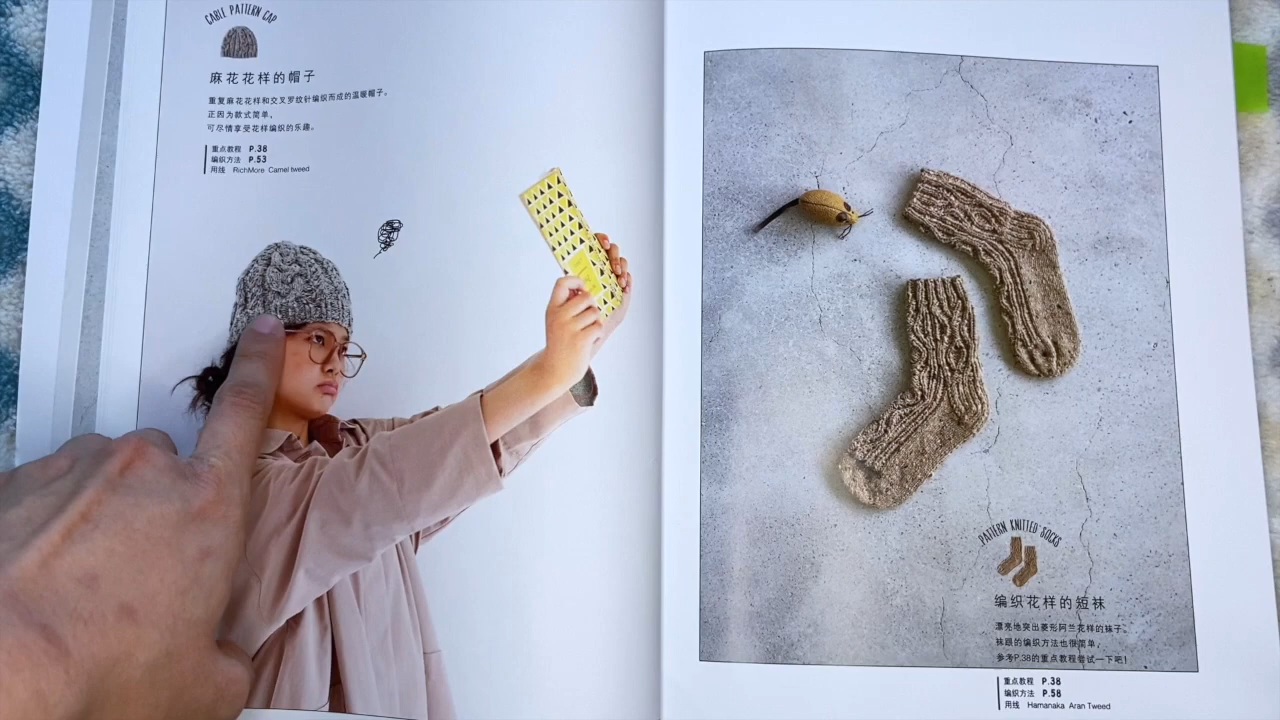 CABLE PATTERN CAP
麻花花样的帽子
重复麻花花样和交叉罗纹针编织而成的温暖帽子。
正因为款式简单，
可尽情享受花样编织的乐趣。
重点教程 P.38
编织方法 P.53
用线 RichMore Camel tweed
PATTERN KNITTED SOCKS
编织花样的短袜
漂亮地突出菱形阿兰花样的袜子。
袜跟的编织方法也很简单，
参考P.38的重点教程尝试一下吧！
重点教程 P.38
编织方法 P.58
用线 Hamanaka Aran Tweed